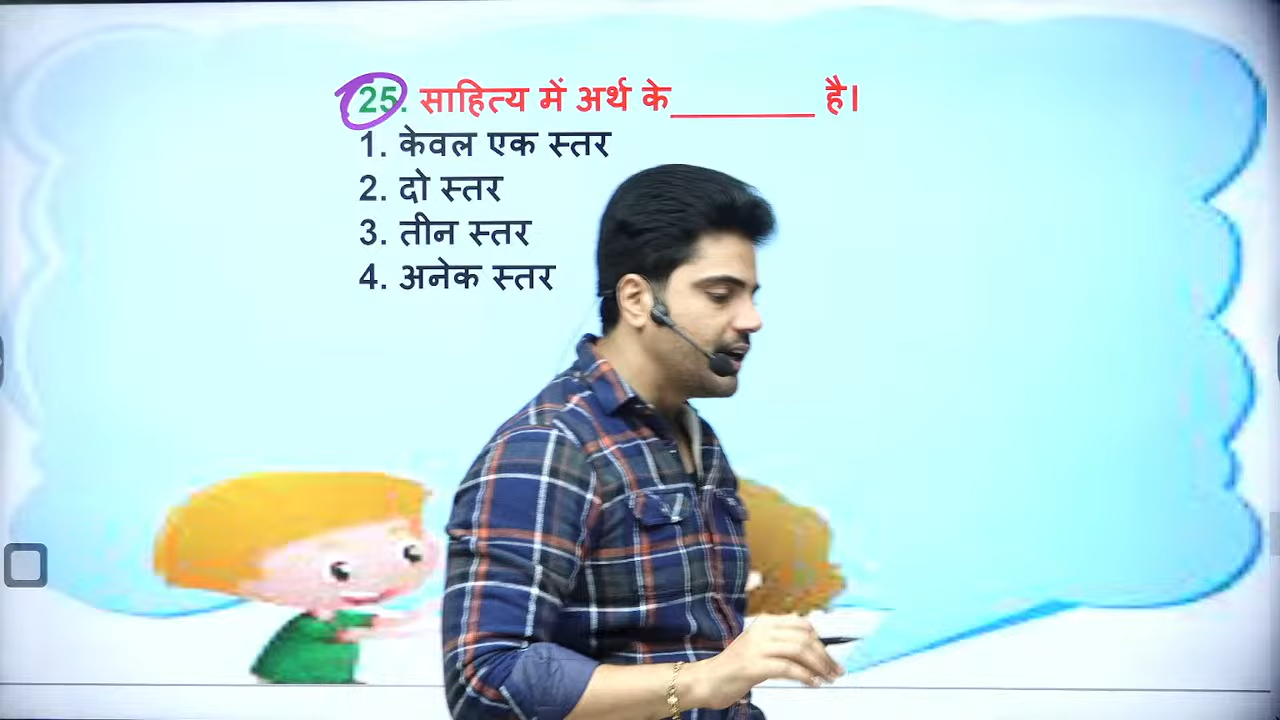 25. साहित्य में अर्थ के________ है।
1. केवल एक स्तर
2. दो स्तर
3. तीन स्तर
4. अनेक स्तर